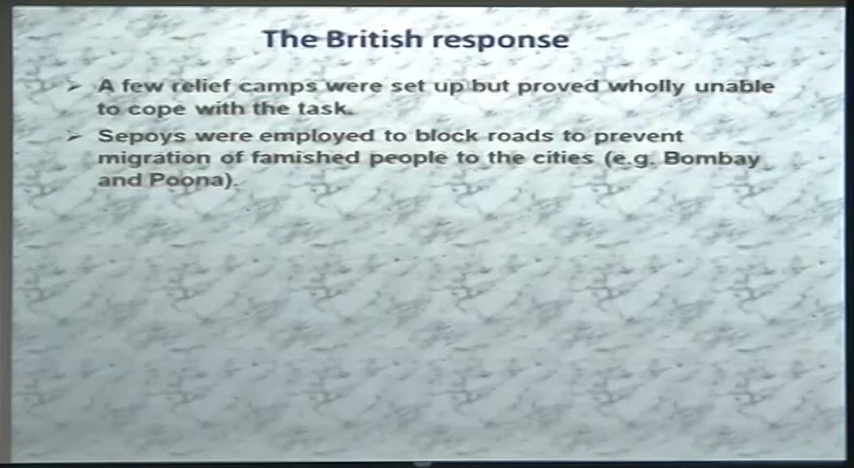 The British response
➢ A few relief camps were set up but proved wholly unable
to cope with the task.
➢ Sepoys were employed to block roads to prevent
migration of famished people to the cities (e.g. Bombay
and Poona).